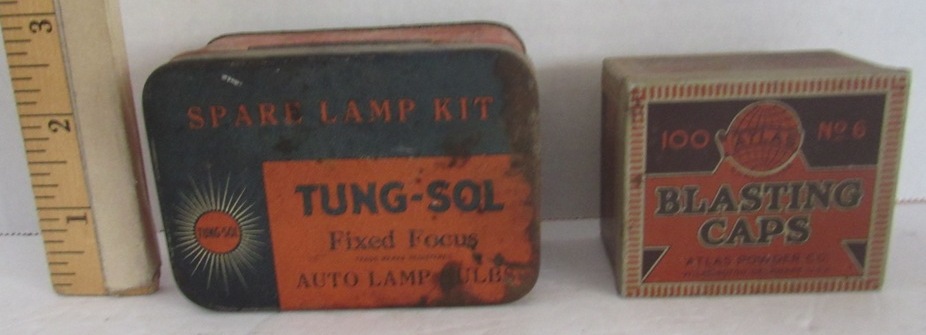 3
2
1
SPARE LAMP KIT
TUNG-SOL
TUNG-SOL
Fixed Focus
AUTO LAMP BULBS
100 ATLAS No 6
BLASTING
CAPS
ATLAS POWDER CO.